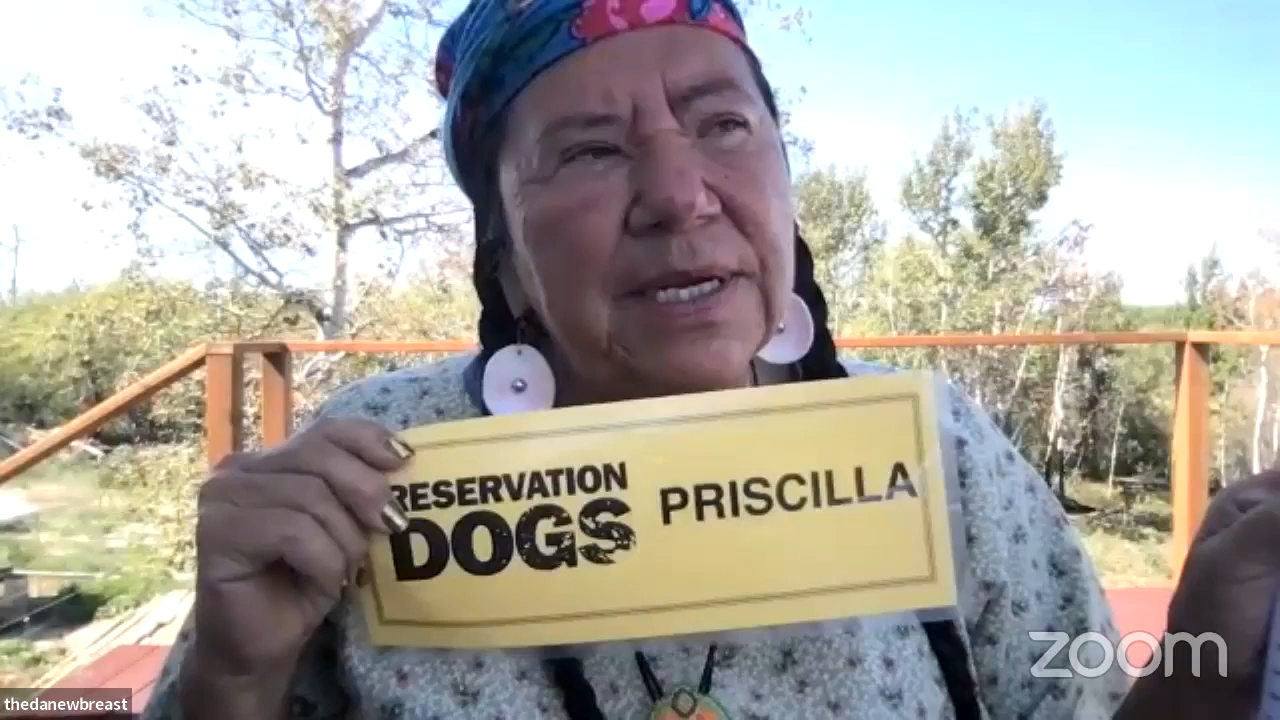 RESERVATION
DOGS
PRISCILLA
zoom
thedanewbreast